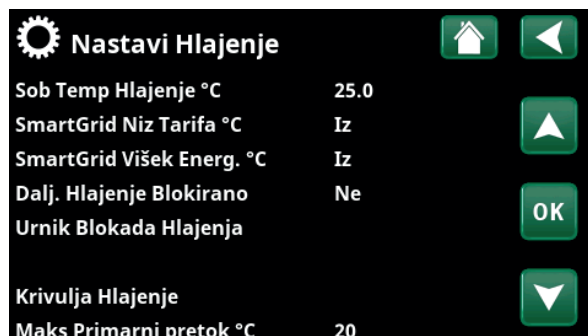 Nastavi Hlajenje
Sob Temp Hlajenje °C 25.0
SmartGrid Niz Tarifa °C Iz
SmartGrid Višek Energ. °C Iz
Dalj. Hlajenje Blokirano Ne
Urnik Blokada Hlajenja
OK
Krivulja Hlajenje
Maks Primarni pretok °C 20